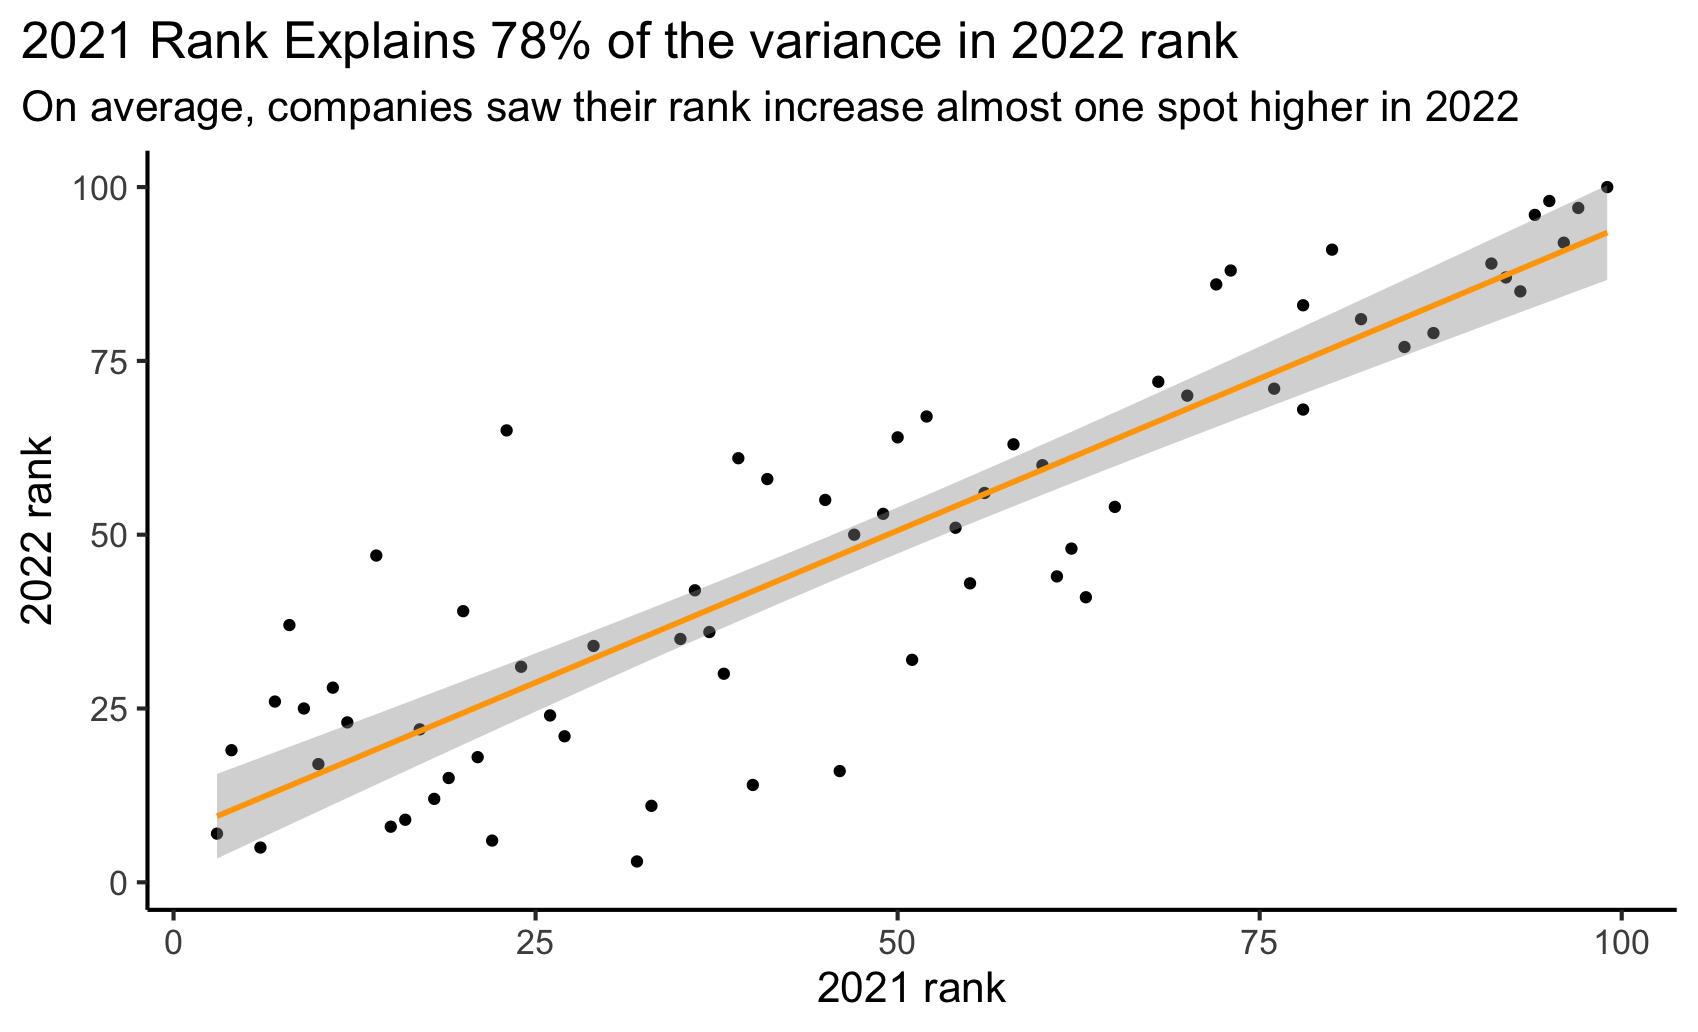 2021 Rank Explains 78% of the variance in 2022 rank
On average, companies saw their rank increase almost one spot higher in 2022
100
75
50
25
0
2022 rank
0 25 50 75 100
2021 rank